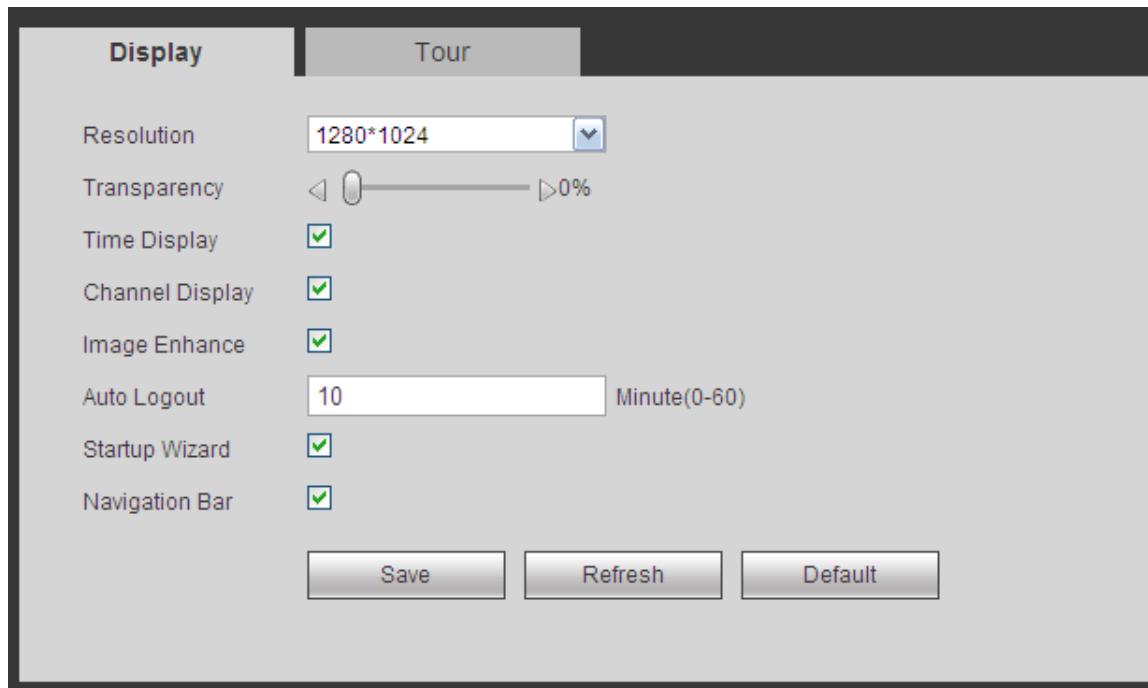 Display Tour
Resolution 1280*1024
Transparency 0%
Time Display
Channel Display
Image Enhance
Auto Logout 10 Minute(0-60)
Startup Wizard
Navigation Bar
Save Refresh Default